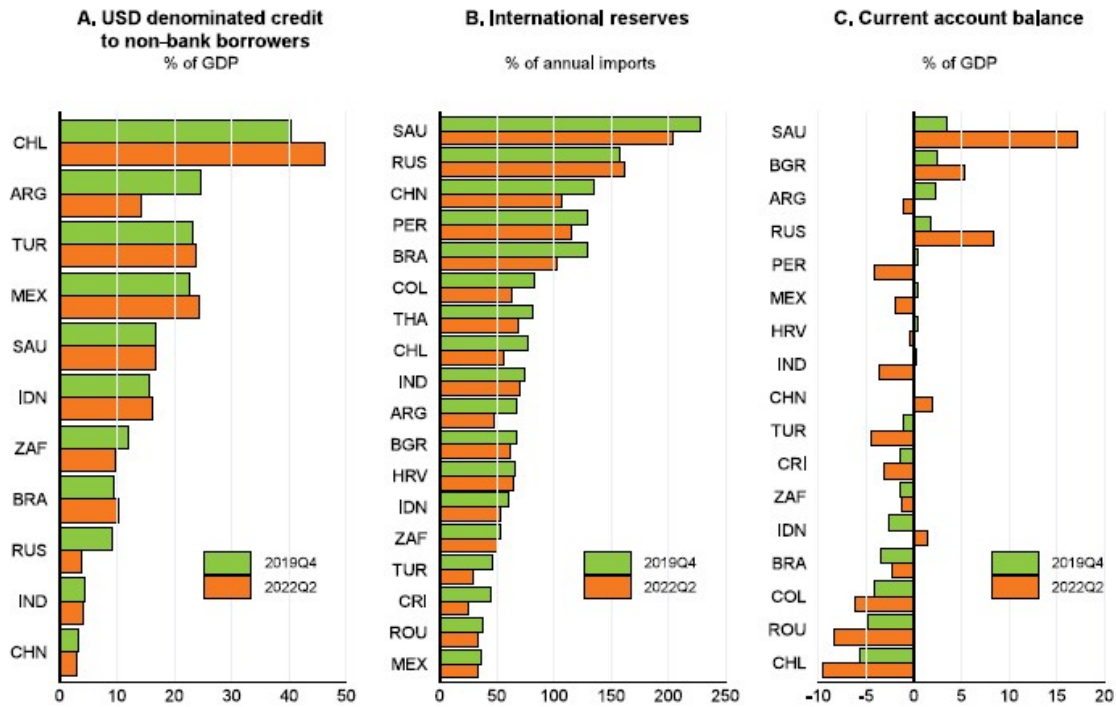 A. USD denominated credit
to non-bank borrowers
% of GDP
CHL
ARG
TUR
MEX
SAU
IDN
ZAF
BRA
RUS
IND
CHN
2019Q4
2022Q2
0 10 20 30 40 50
B. International reserves
% of annual imports
SAU
RUS
CHN
PER
BRA
COL
THA
CHL
IND
ARG
BGR
HRV
IDN
ZAF
TUR
CRI
ROU
MEX
2019Q4
2022Q2
0 50 100 150 200 250
C. Current account balance
% of GDP
SAU
BGR
ARG
RUS
PER
MEX
HRV
IND
CHN
TUR
CRI
ZAF
IDN
BRA
COL
ROU
CHL
2019Q4
2022Q2
-10 -5 0 5 10 15 20